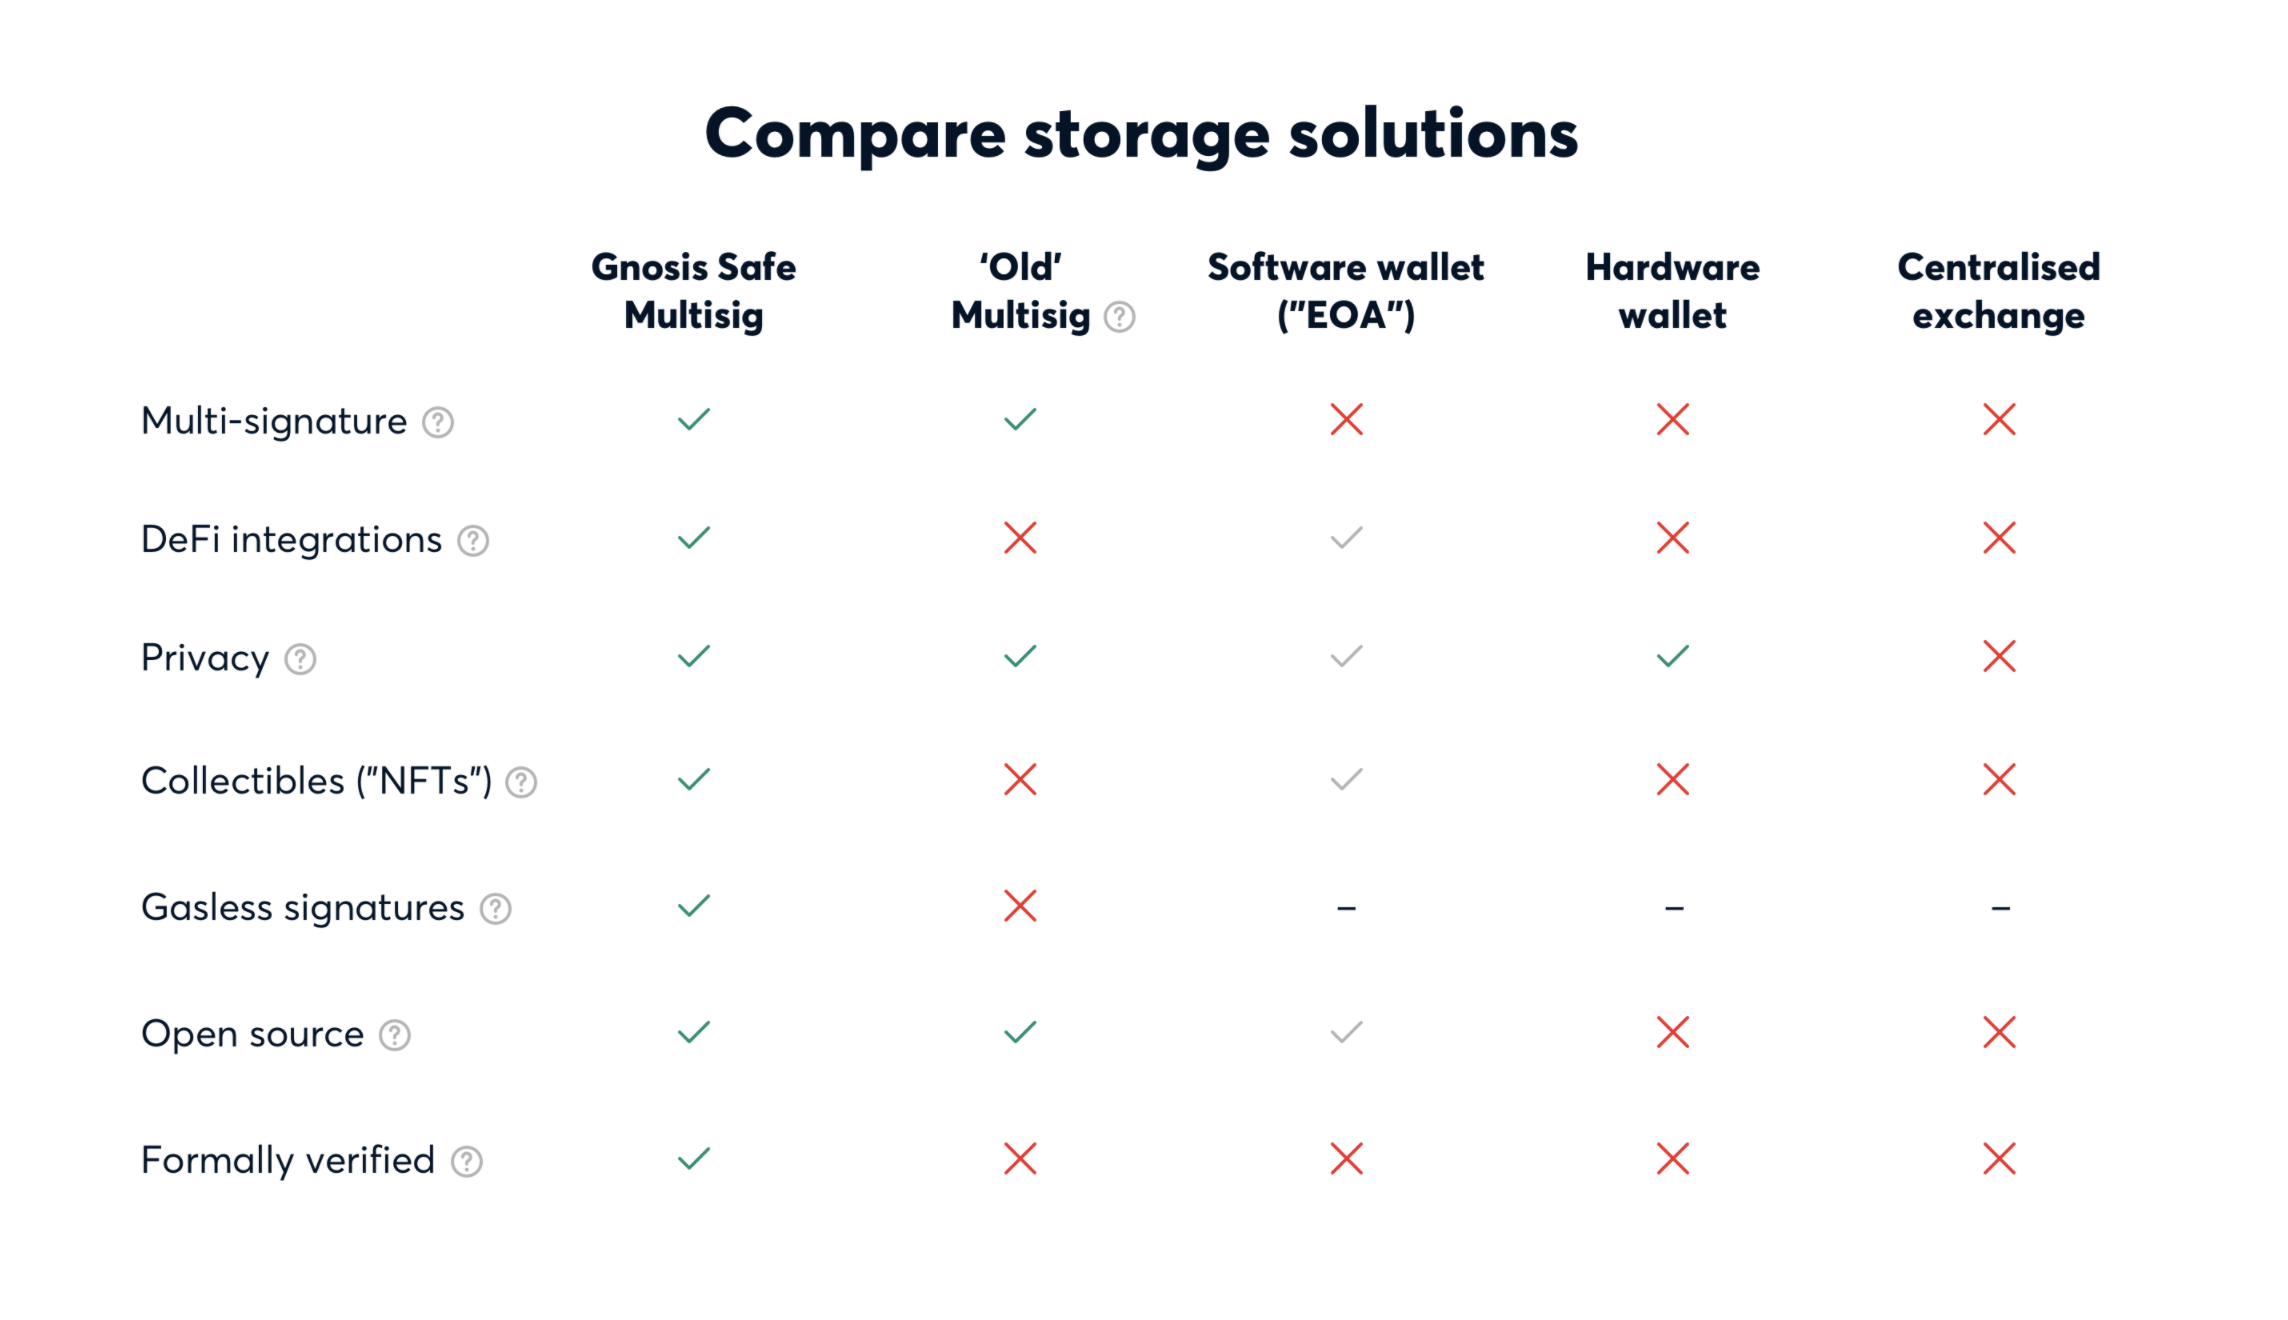 Compare storage solutions
Gnosis Safe Multisig
‘Old’ Multisig ?
Software wallet ("EOA")
Hardware wallet
Centralised exchange
Multi-signature ?
DeFi integrations ?
Privacy ?
Collectibles ("NFTs") ?
Gasless signatures ? – – –
Open source ?
Formally verified ?